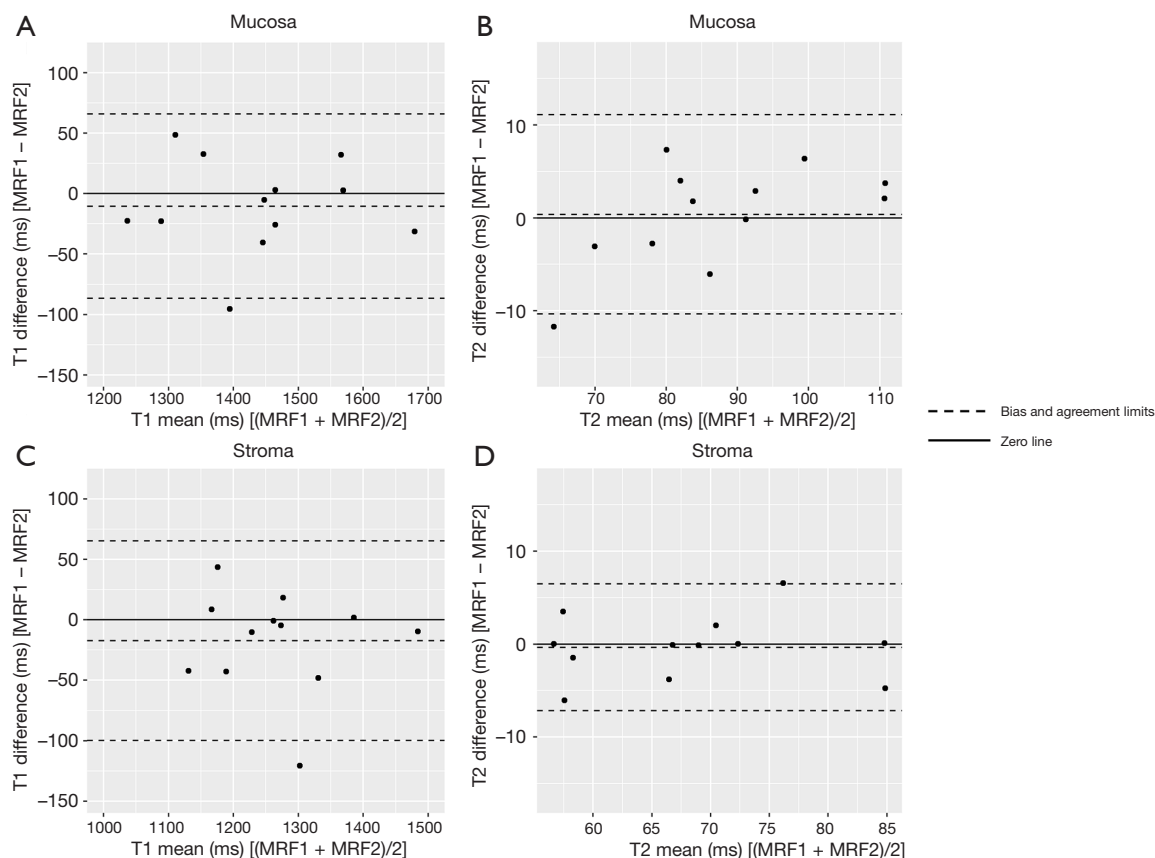 A
Mucosa
T1 difference (ms) [MRF1 – MRF2]
100
50
0
–50
–100
–150
1200 1300 1400 1500 1600 1700
T1 mean (ms) [(MRF1 + MRF2)/2]
B
Mucosa
T2 difference (ms) [MRF1 – MRF2]
10
0
–10
70 80 90 100 110
T2 mean (ms) [(MRF1 + MRF2)/2]
Bias and agreement limits
Zero line
C
Stroma
T1 difference (ms) [MRF1 – MRF2]
100
50
0
–50
–100
–150
1000 1100 1200 1300 1400 1500
T1 mean (ms) [(MRF1 + MRF2)/2]
D
Stroma
T2 difference (ms) [MRF1 – MRF2]
10
0
–10
60 65 70 75 80 85
T2 mean (ms) [(MRF1 + MRF2)/2]